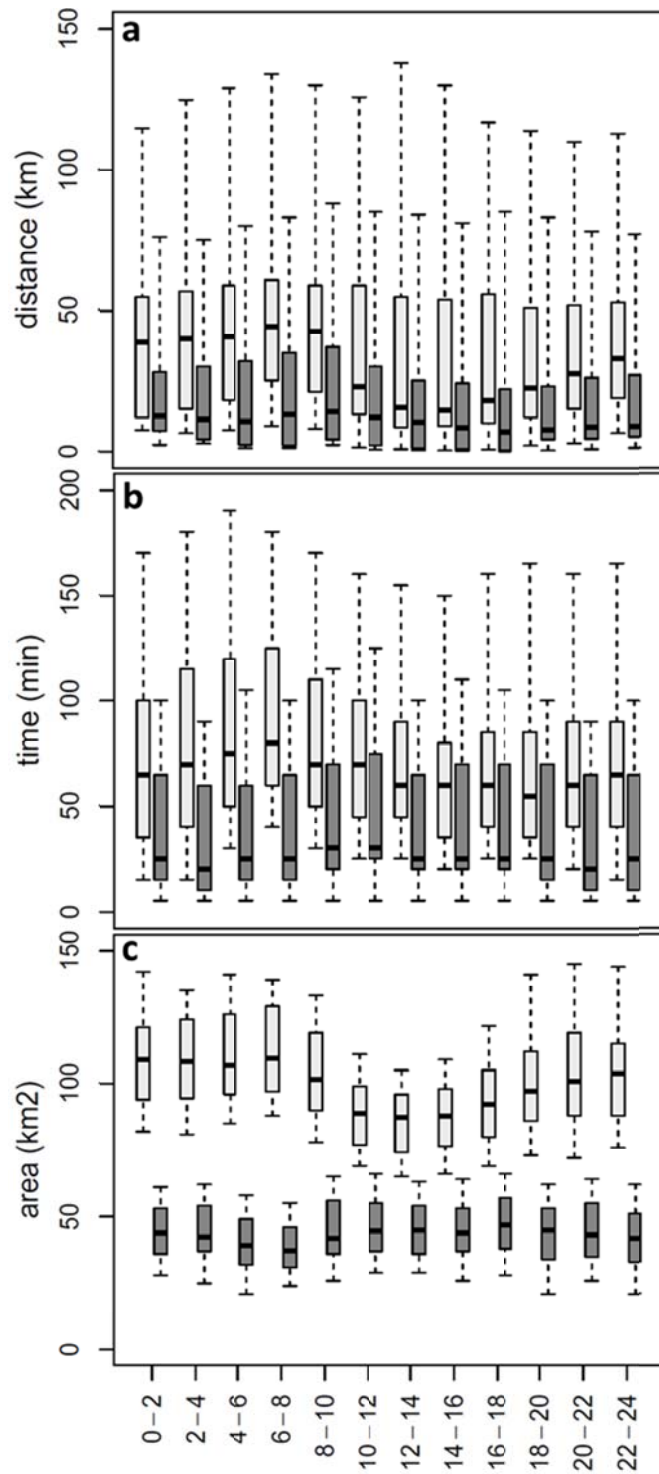 a
distance (km)
150
100
50
0
b
time (min)
200
150
100
50
0
c
area (km2)
150
100
50
0
0 – 2
2 – 4
4 – 6
6 – 8
8 – 10
10 – 12
12 – 14
14 – 16
16 – 18
18 – 20
20 – 22
22 – 24